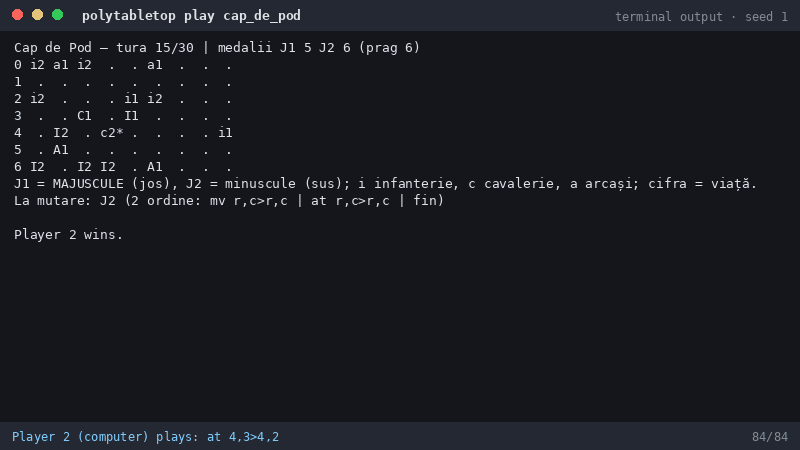 polytabletop play cap_de_pod
terminal output · seed 1
Cap de Pod — tura 15/30 | medalii J1 5 J2 6 (prag 6)
0 i2 a1 i2  .  . a1  .  .  .
1  .  .  .  .  .  .  .  .  .
2 i2  .  .  . i1 i2  .  .  .
3  .  . C1  . I1  .  .  .  .
4  . I2  . c2* .  .  .  . i1
5  . A1  .  .  .  .  .  .  .
6 I2  . I2 I2  . A1  .  .  .
J1 = MAJUSCULE (jos), J2 = minuscule (sus); i infanterie, c cavalerie, a arcași; cifra = viață.
La mutare: J2 (2 ordine: mv r,c>r,c | at r,c>r,c | fin)
Player 2 wins.
Player 2 (computer) plays: at 4,3>4,2
84/84